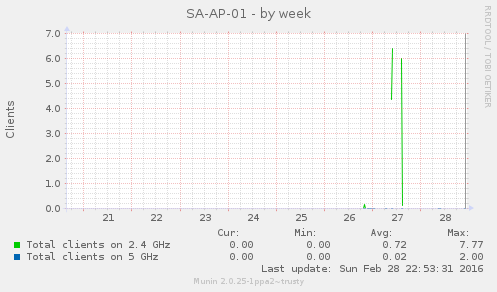 SA-AP-01 - by week
RRDTOOL / TOBI OETIKER
Clients
7.0
6.0
5.0
4.0
3.0
2.0
1.0
0.0
21 22 23 24 25 26 27 28
Cur: Min: Avg: Max:
Total clients on 2.4 GHz 0.00 0.00 0.72 7.77
Total clients on 5 GHz 0.00 0.00 0.02 2.00
Last update: Sun Feb 28 22:53:31 2016
Munin 2.0.25-1ppa2~trusty